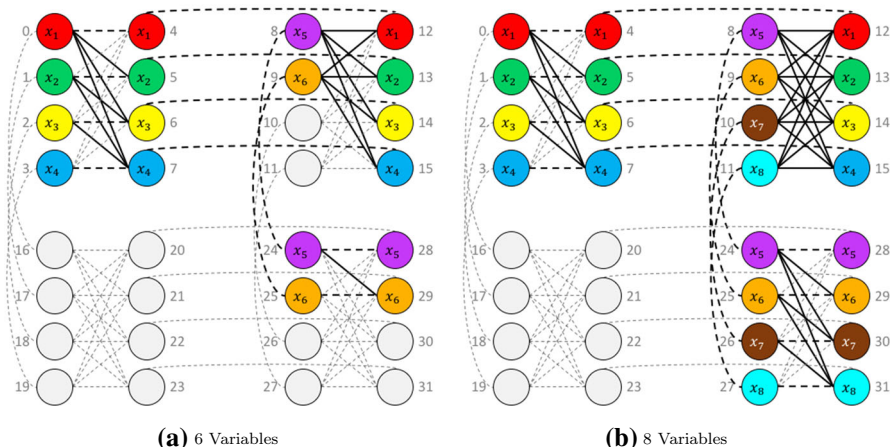 0 x₁ x₁ 4 8 x₅ x₁ 12
1 x₂ x₂ 5 9 x₆ x₂ 13
2 x₃ x₃ 6 10 x₃ 14
3 x₄ x₄ 7 11 x₄ 15
16 20 24 x₅ x₅ 28
17 21 25 x₆ x₆ 29
18 22 26 30
19 23 27 31
(a) 6 Variables
0 x₁ x₁ 4 8 x₅ x₁ 12
1 x₂ x₂ 5 9 x₆ x₂ 13
2 x₃ x₃ 6 10 x₇ x₃ 14
3 x₄ x₄ 7 11 x₈ x₄ 15
16 20 24 x₅ x₅ 28
17 21 25 x₆ x₆ 29
18 22 26 x₇ x₇ 30
19 23 27 x₈ x₈ 31
(b) 8 Variables